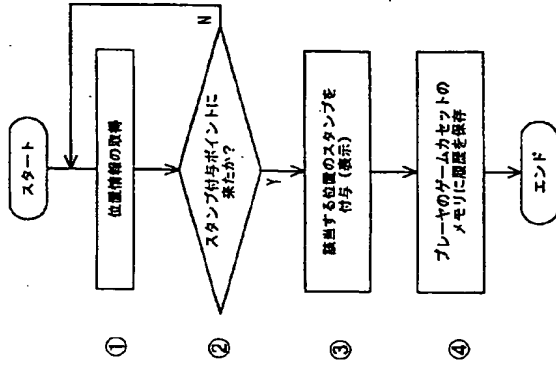 スタート
① 位置情報の取得
② スタンプ付与ポイントに
来たか?
N
Y
③ 該当する位置のスタンプを
付与(表示)
④ プレーヤのゲームカセットの
メモリに履歴を保存
エンド